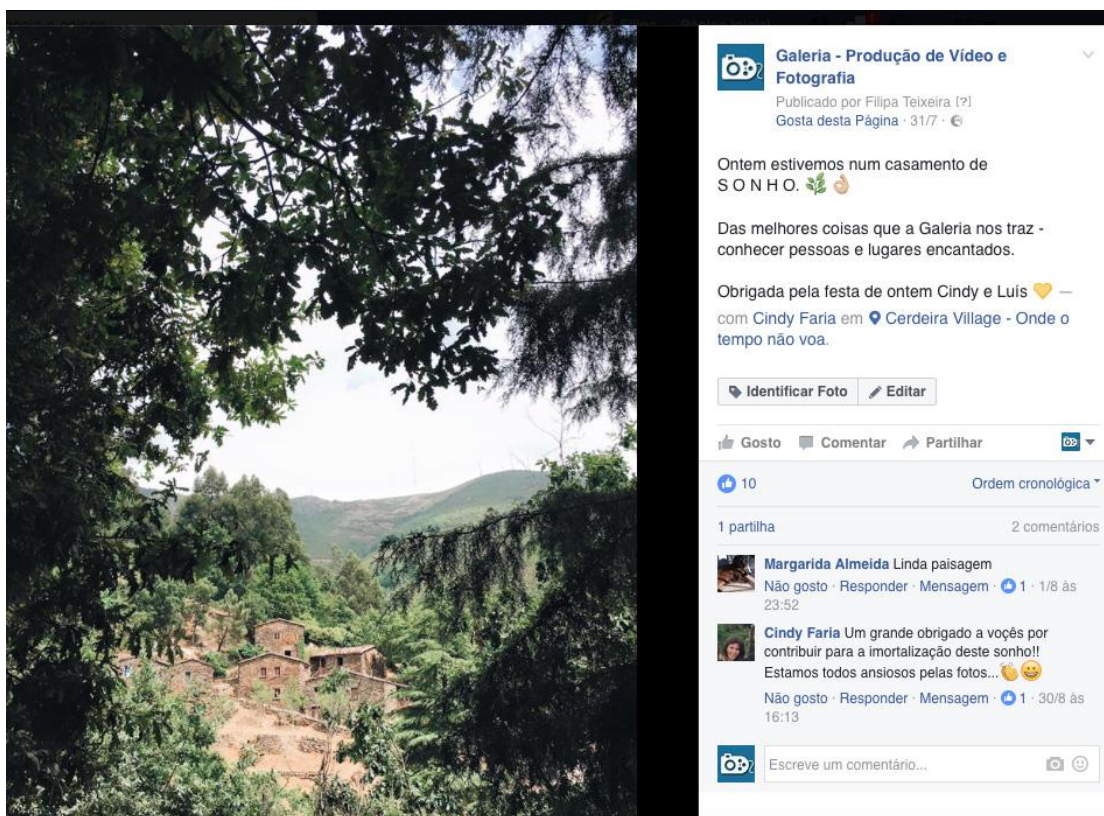 Galeria - Produção de Vídeo e
Fotografia
Publicado por Filipa Teixeira [?]
Gosta desta Página · 31/7 ·
Ontem estivemos num casamento de
S O N H O. 🌿 👌🏼
Das melhores coisas que a Galeria nos traz -
conhecer pessoas e lugares encantados.
Obrigada pela festa de ontem Cindy e Luís 💛 —
com Cindy Faria em Cerdeira Village - Onde o
tempo não voa.
Identificar Foto Editar
Gosto Comentar Partilhar
10 Ordem cronológica
1 partilha 2 comentários
Margarida Almeida Linda paisagem
Não gosto · Responder · Mensagem · 1 · 1/8 às
23:52
Cindy Faria Um grande obrigado a voçês por
contribuir para a imortalização deste sonho!!
Estamos todos ansiosos pelas fotos...👏😀
Não gosto · Responder · Mensagem · 1 · 30/8 às
16:13
Escreve um comentário...